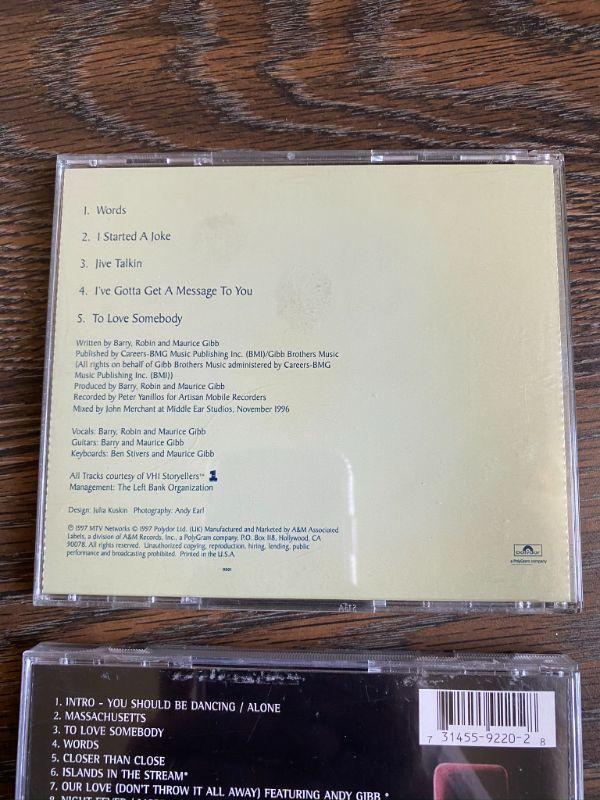 1. Words
2. I Started A Joke
3. Jive Talkin
4. I've Gotta Get A Message To You
5. To Love Somebody
Written by Barry, Robin and Maurice Gibb
Published by Careers-BMG Music Publishing Inc. (BMI)/Gibb Brothers Music
(All rights on behalf of Gibb Brothers Music administered by Careers-BMG
Music Publishing Inc. (BMI))
Produced by Barry, Robin and Maurice Gibb
Recorded by Peter Yanillos for Artisan Mobile Recorders
Mixed by John Merchant at Middle Ear Studios, November 1996
Vocals: Barry, Robin and Maurice Gibb
Guitars: Barry and Maurice Gibb
Keyboards: Ben Stivers and Maurice Gibb
All Tracks courtesy of VH1 Storyellers™ 1
Management: The Left Bank Organization
Design: Julia Kuskin Photography: Andy Earl
℗ 1997 MTV Networks © 1997 Polydor Ltd. (UK) Manufactured and Marketed by A&M Associated
Labels, a division of A&M Records, Inc. a PolyGram company. P.O. Box 118, Hollywood, CA
90078. All rights reserved. Unauthorized copying, reproduction, hiring, lending, public
performance and broadcasting prohibited. Printed in the U.S.A.
polydor
a PolyGram company
1. INTRO - YOU SHOULD BE DANCING / ALONE
2. MASSACHUSETTS
3. TO LOVE SOMEBODY
4. WORDS
5. CLOSER THAN CLOSE
6. ISLANDS IN THE STREAM*
7. OUR LOVE (DON'T THROW IT ALL AWAY) FEATURING ANDY GIBB *
7 31455-9220-2 8